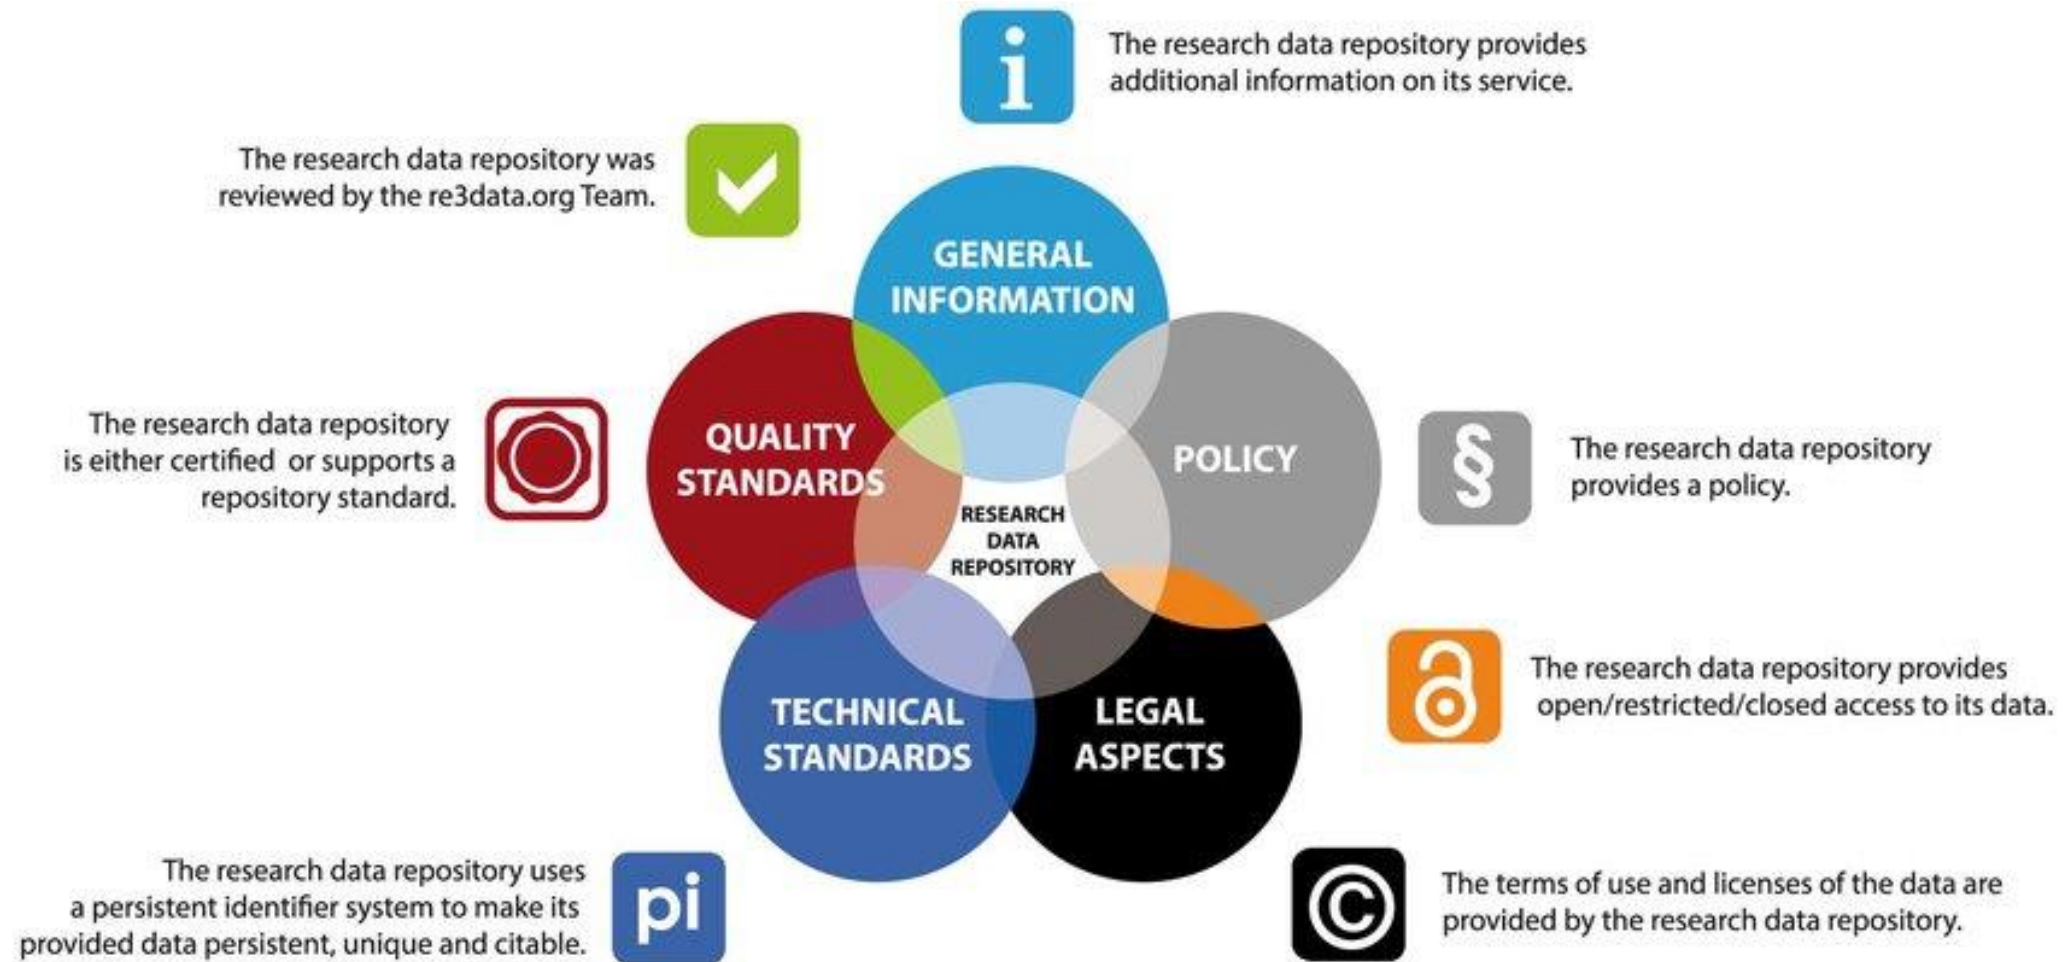 i
The research data repository provides
additional information on its service.
The research data repository was
reviewed by the re3data.org Team.
GENERAL
INFORMATION
QUALITY
STANDARDS
POLICY
RESEARCH
DATA
REPOSITORY
The research data repository
is either certified or supports a
repository standard.
§
The research data repository
provides a policy.
The research data repository provides
open/restricted/closed access to its data.
TECHNICAL
STANDARDS
LEGAL
ASPECTS
The research data repository uses
a persistent identifier system to make its
provided data persistent, unique and citable.
pi
©
The terms of use and licenses of the data are
provided by the research data repository.